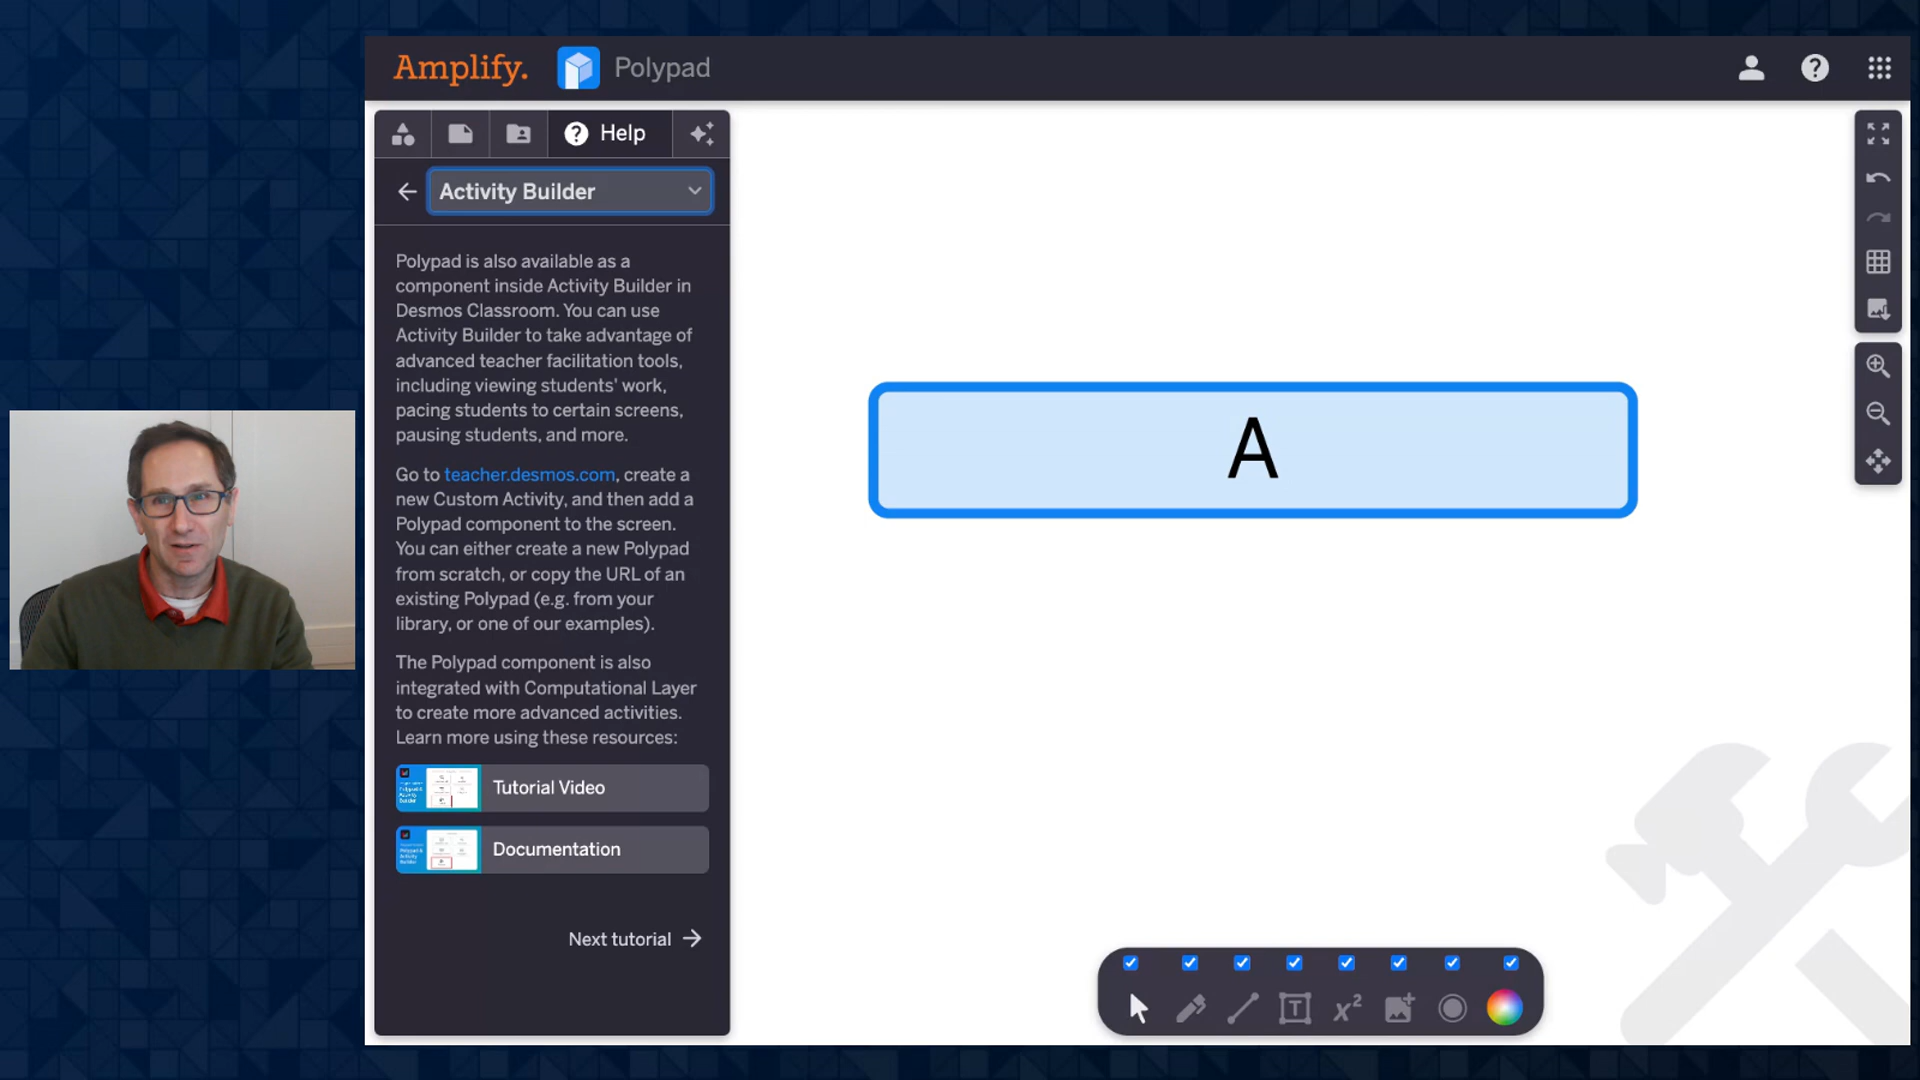 Amplify. Polypad
Help
Activity Builder
Polypad is also available as a
component inside Activity Builder in
Desmos Classroom. You can use
Activity Builder to take advantage of
advanced teacher facilitation tools,
including viewing students' work,
pacing students to certain screens,
pausing students, and more.
Go to teacher.desmos.com, create a
new Custom Activity, and then add a
Polypad component to the screen.
You can either create a new Polypad
from scratch, or copy the URL of an
existing Polypad (e.g. from your
library, or one of our examples).
The Polypad component is also
integrated with Computational Layer
to create more advanced activities.
Learn more using these resources:
Tutorial Video
Documentation
Next tutorial
A
T
x²